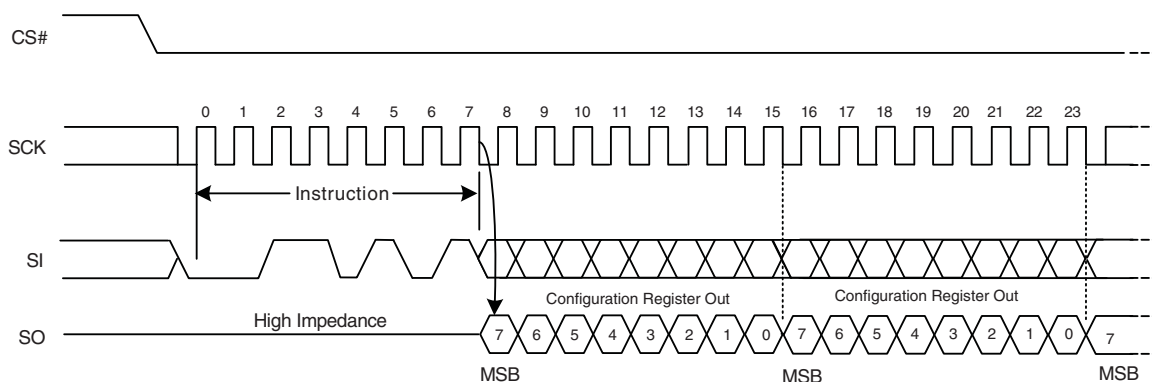 CS#
0 1 2 3 4 5 6 7 8 9 10 11 12 13 14 15 16 17 18 19 20 21 22 23
SCK
Instruction
SI
Configuration Register Out Configuration Register Out
High Impedance
SO 7 6 5 4 3 2 1 0 7 6 5 4 3 2 1 0 7
MSB MSB MSB